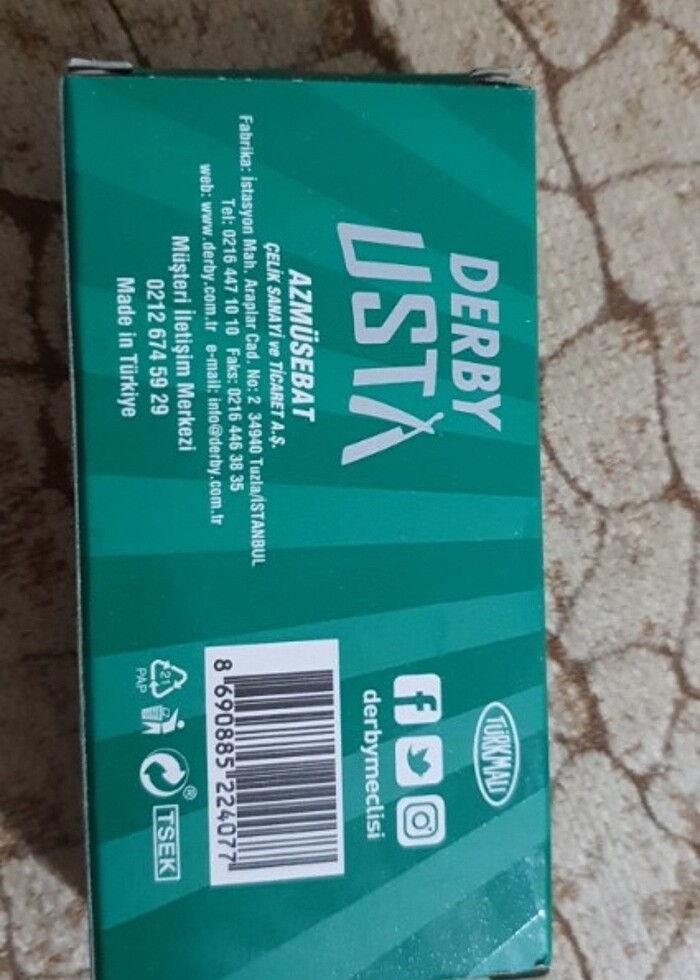 DERBY
USTA
AZMÜSEBAT
ÇELİK SANAYİ ve TİCARET A.Ş.
Fabrika: İstasyon Mah. Araplar Cad. No: 2 34940 Tuzla/İSTANBUL
Tel: 0216 447 10 10 Faks: 0216 446 38 35
web: www.derby.com.tr e-mail: info@derby.com.tr
Müşteri İletişim Merkezi
0212 674 59 29
Made in Türkiye
TÜRKMALI
derbymeclisi
8 690885 224077
21
PAP
®
TSEK